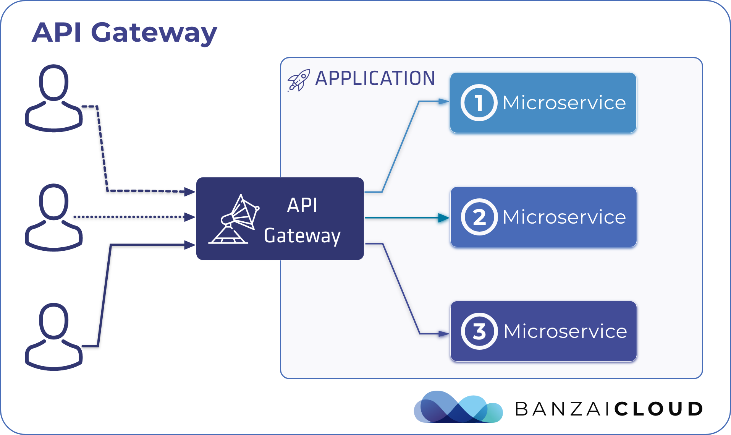 API Gateway
APPLICATION
1 Microservice
API
Gateway
2 Microservice
3 Microservice
BANZAICLOUD